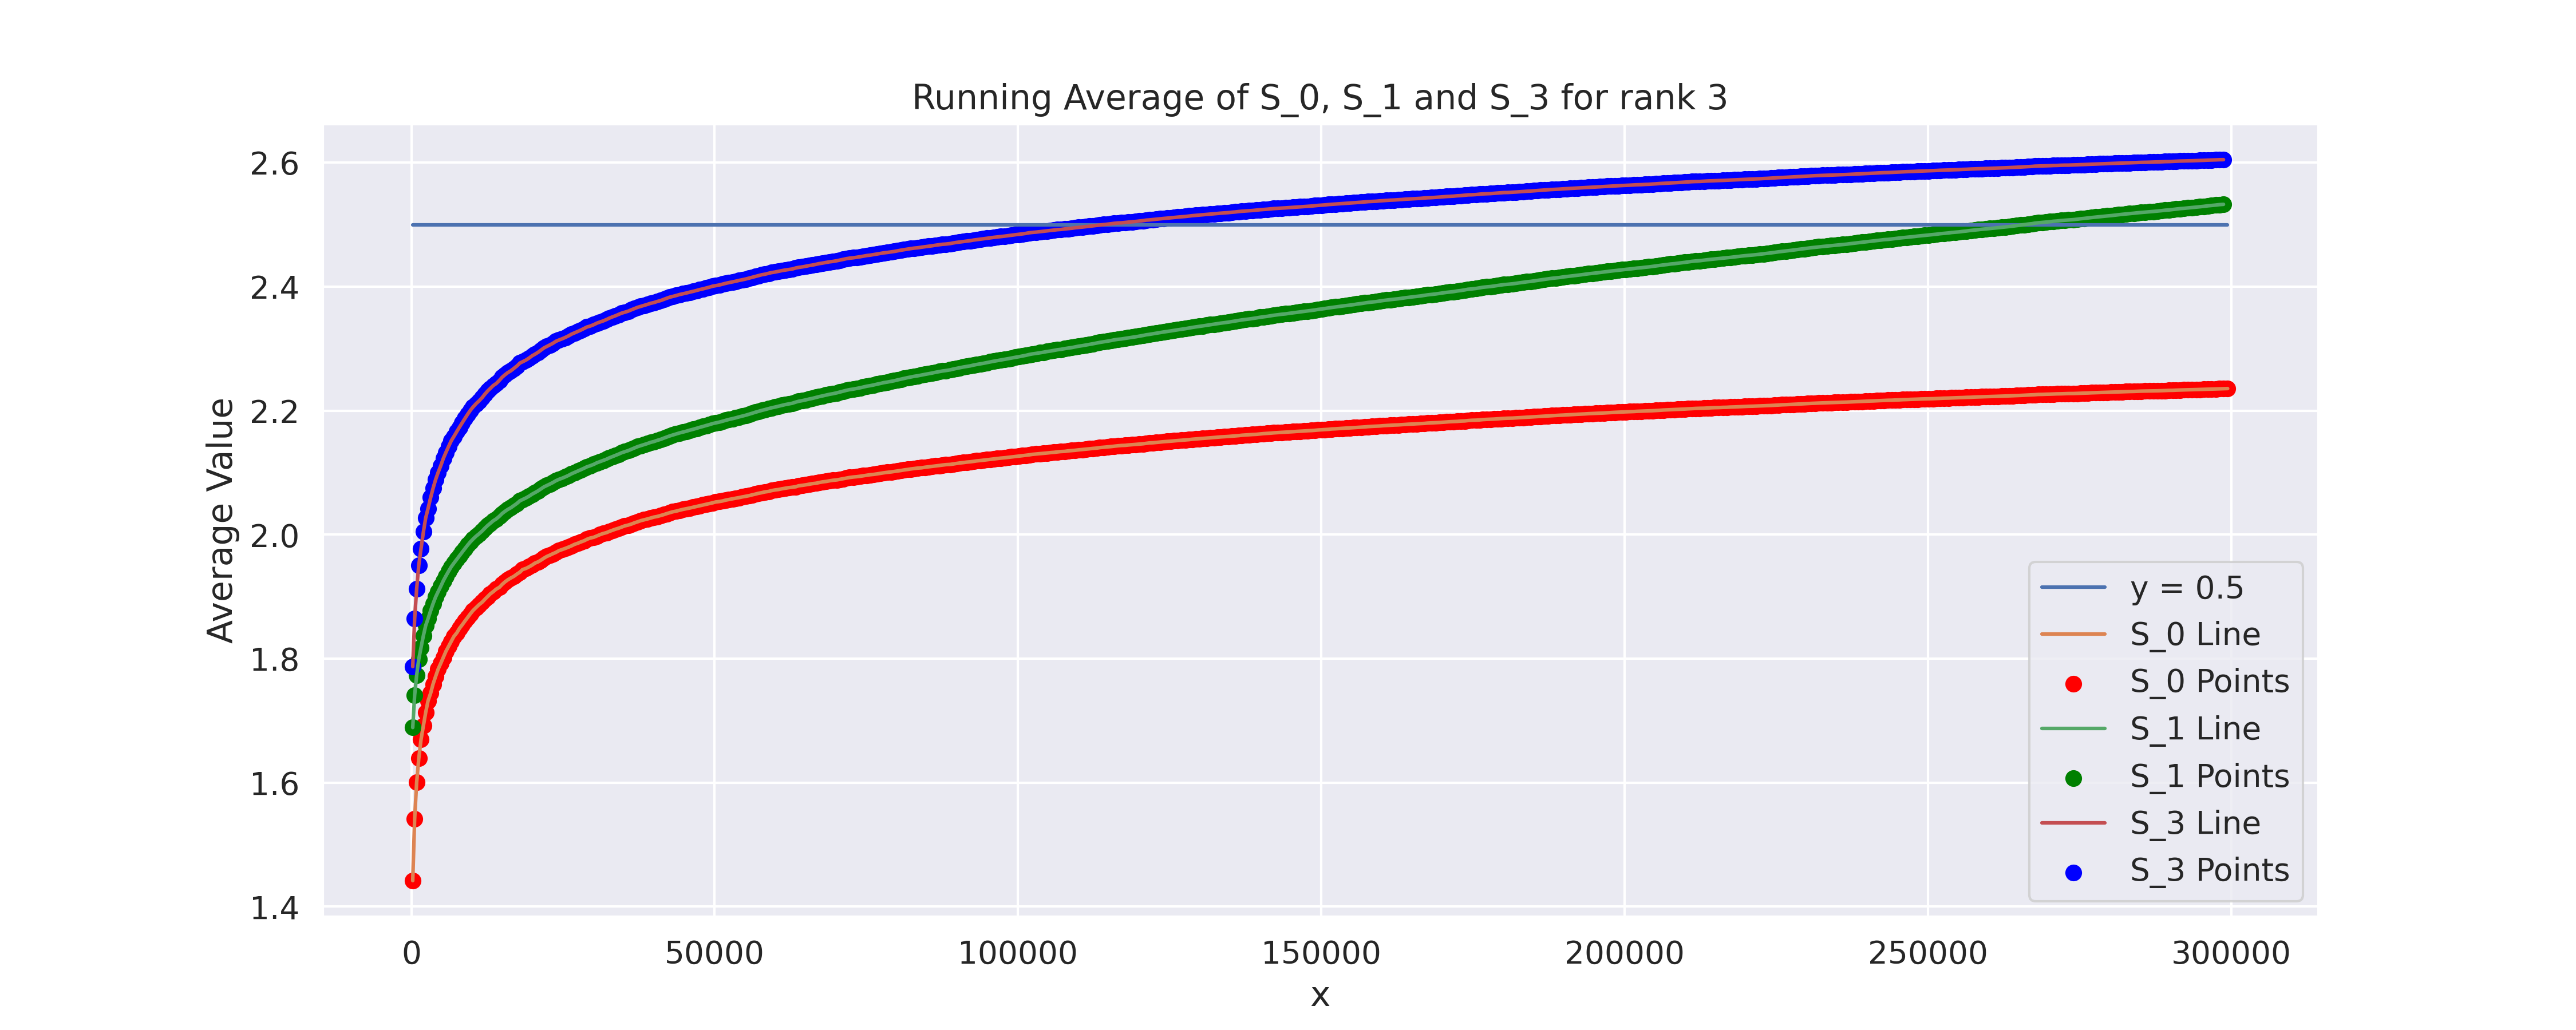 Running Average of S_0, S_1 and S_3 for rank 3
2.6
2.4
2.2
2.0
1.8
1.6
1.4
Average Value
y = 0.5
S_0 Line
S_0 Points
S_1 Line
S_1 Points
S_3 Line
S_3 Points
0 50000 100000 150000 200000 250000 300000
x